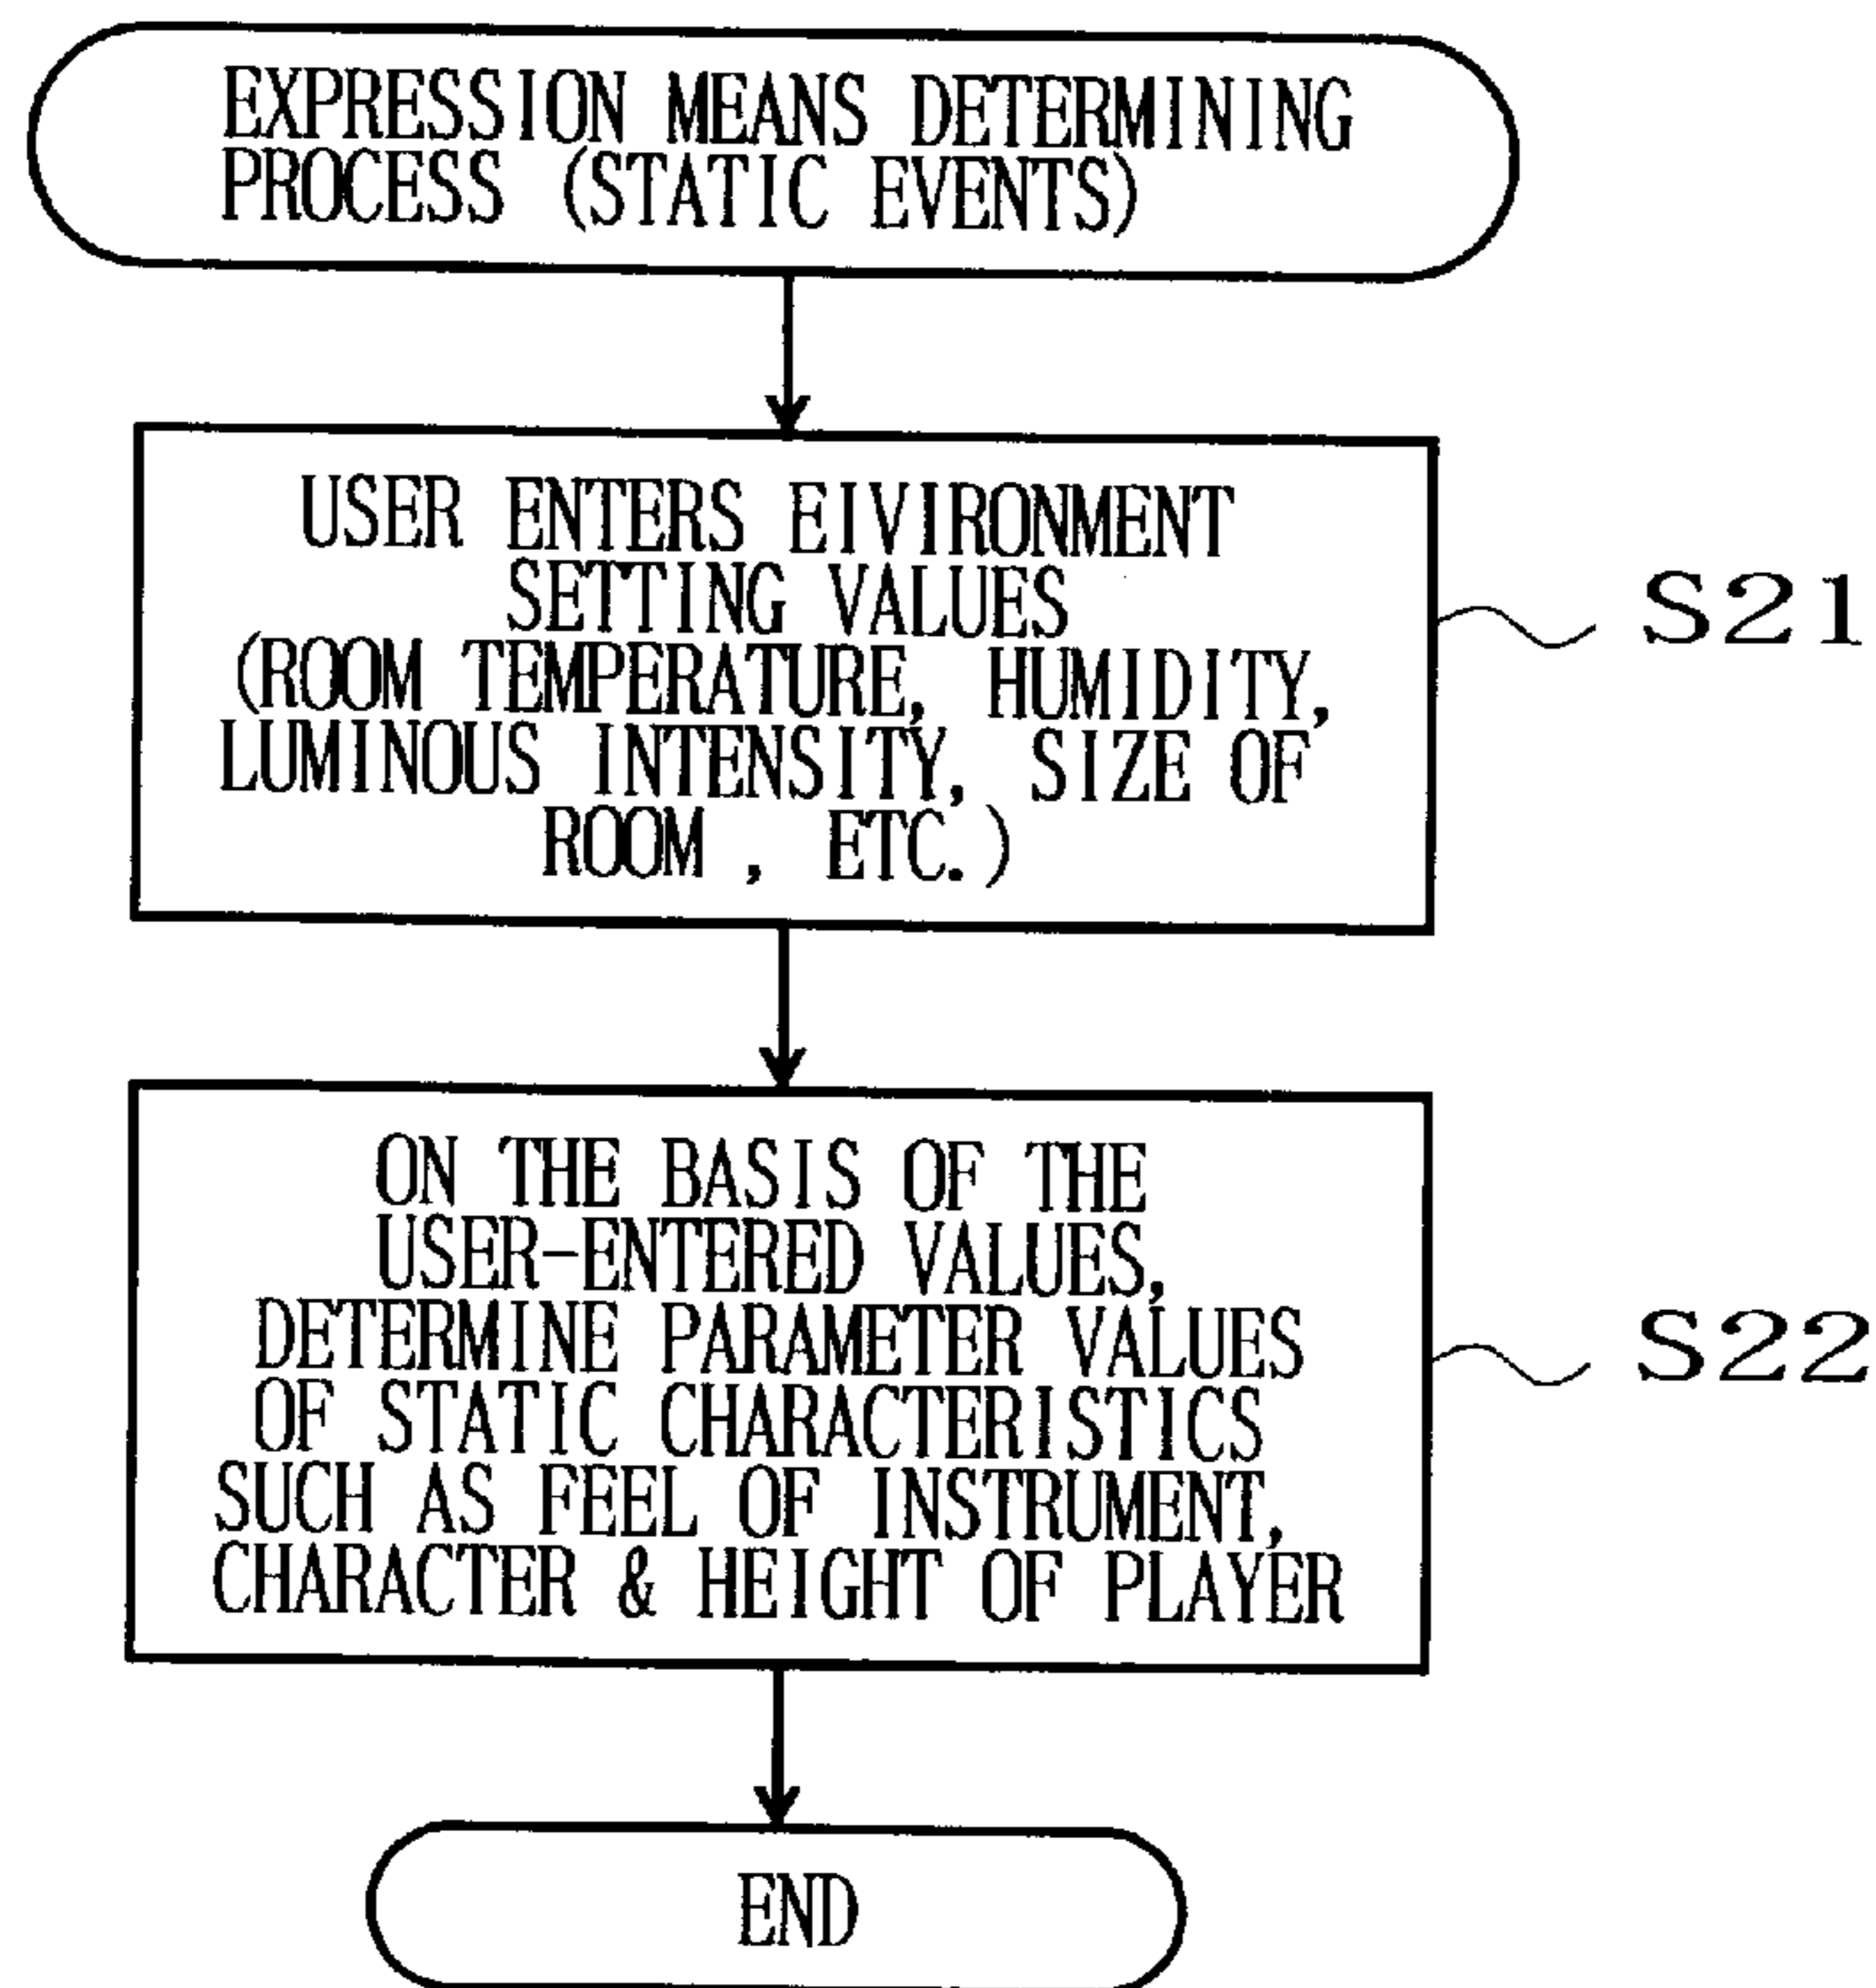 EXPRESSION MEANS DETERMINING
PROCESS (STATIC EVENTS)
USER ENTERS EIVIRONMENT
SETTING VALUES
(ROOM TEMPERATURE, HUMIDITY,
LUMINOUS INTENSITY, SIZE OF
ROOM , ETC.)
S21
ON THE BASIS OF THE
USER-ENTERED VALUES,
DETERMINE PARAMETER VALUES
OF STATIC CHARACTERISTICS
SUCH AS FEEL OF INSTRUMENT,
CHARACTER & HEIGHT OF PLAYER
S22
END